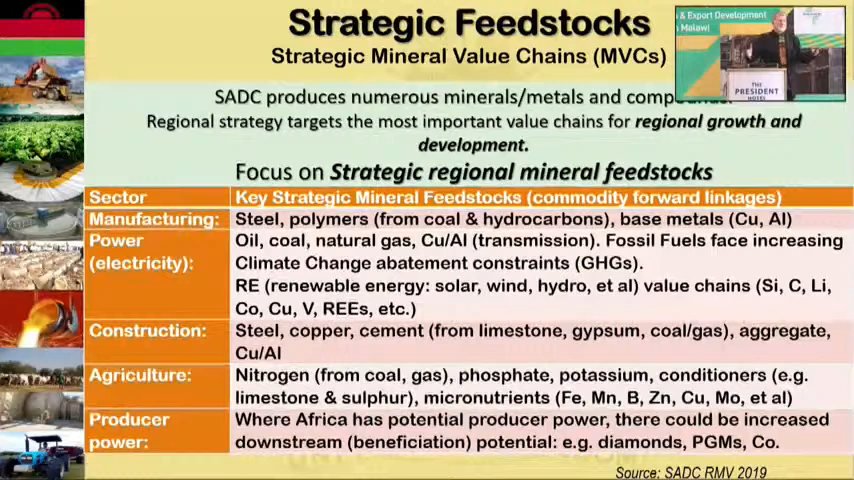 Strategic Feedstocks
Strategic Mineral Value Chains (MVCs)
& Export Development
Malawi
THE
PRESIDENT
HOTEL
SADC produces numerous minerals/metals and
Regional strategy targets the most important value chains for regional growth and
development.
Focus on Strategic regional mineral feedstocks
Sector Key Strategic Mineral Feedstocks (commodity forward linkages)
Manufacturing: Steel, polymers (from coal & hydrocarbons), base metals (Cu, Al)
Power (electricity): Oil, coal, natural gas, Cu/Al (transmission). Fossil Fuels face increasing
Climate Change abatement constraints (GHGs).
RE (renewable energy: solar, wind, hydro, et al) value chains (Si, C, Li,
Co, Cu, V, REEs, etc.)
Construction: Steel, copper, cement (from limestone, gypsum, coal/gas), aggregate,
Cu/Al
Agriculture: Nitrogen (from coal, gas), phosphate, potassium, conditioners (e.g.
limestone & sulphur), micronutrients (Fe, Mn, B, Zn, Cu, Mo, et al)
Producer power: Where Africa has potential producer power, there could be increased
downstream (beneficiation) potential: e.g. diamonds, PGMs, Co.
Source: SADC RMV 2019